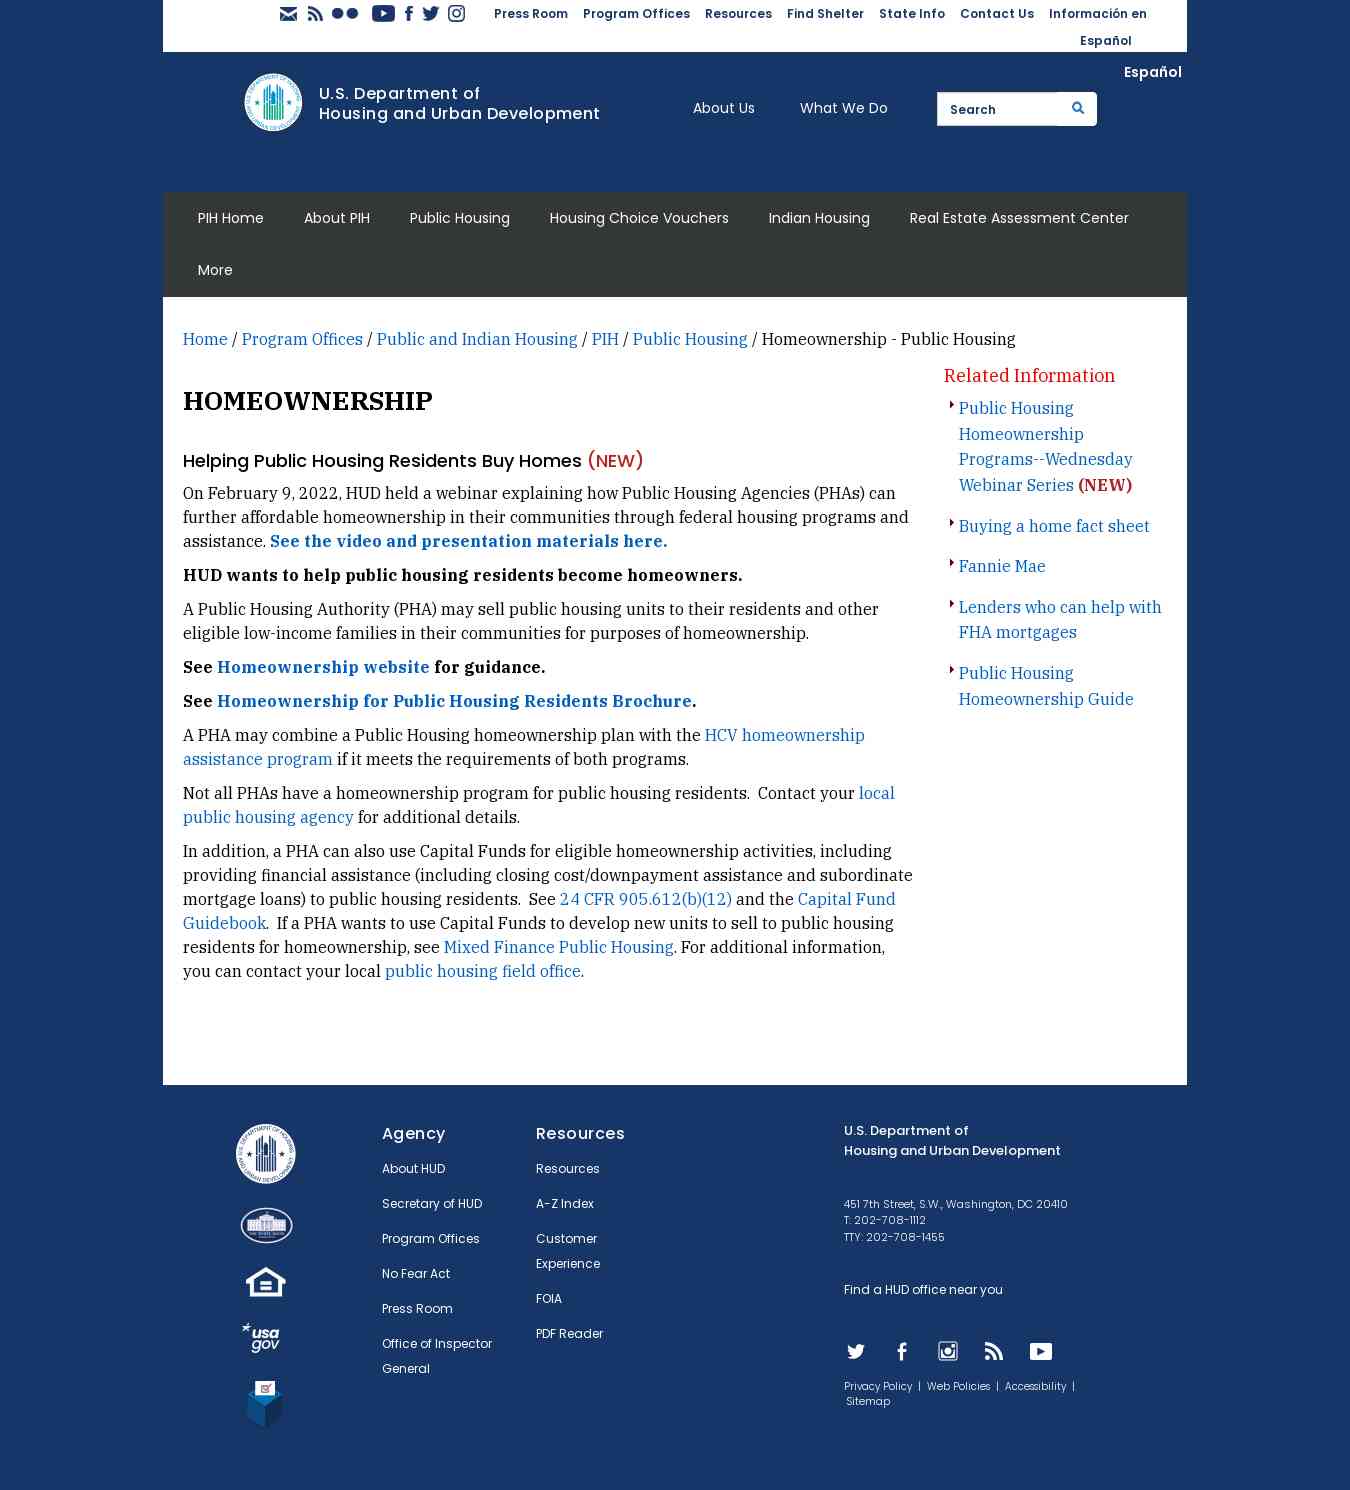 Press Room Program Offices Resources Find Shelter State Info Contact Us Información en
Español
Español
U.S. Department of
Housing and Urban Development
About Us What We Do Search
PIH Home About PIH Public Housing Housing Choice Vouchers Indian Housing Real Estate Assessment Center
More
Home / Program Offices / Public and Indian Housing / PIH / Public Housing / Homeownership - Public Housing
HOMEOWNERSHIP
Helping Public Housing Residents Buy Homes (NEW)
On February 9, 2022, HUD held a webinar explaining how Public Housing Agencies (PHAs) can
further affordable homeownership in their communities through federal housing programs and
assistance. See the video and presentation materials here.
HUD wants to help public housing residents become homeowners.
A Public Housing Authority (PHA) may sell public housing units to their residents and other
eligible low-income families in their communities for purposes of homeownership.
See Homeownership website for guidance.
See Homeownership for Public Housing Residents Brochure.
A PHA may combine a Public Housing homeownership plan with the HCV homeownership
assistance program if it meets the requirements of both programs.
Not all PHAs have a homeownership program for public housing residents.  Contact your local
public housing agency for additional details.
In addition, a PHA can also use Capital Funds for eligible homeownership activities, including
providing financial assistance (including closing cost/downpayment assistance and subordinate
mortgage loans) to public housing residents.  See 24 CFR 905.612(b)(12) and the Capital Fund
Guidebook.  If a PHA wants to use Capital Funds to develop new units to sell to public housing
residents for homeownership, see Mixed Finance Public Housing. For additional information,
you can contact your local public housing field office.
Related Information
Public Housing
Homeownership
Programs--Wednesday
Webinar Series (NEW)
Buying a home fact sheet
Fannie Mae
Lenders who can help with
FHA mortgages
Public Housing
Homeownership Guide
usa
gov
Agency
About HUD
Secretary of HUD
Program Offices
No Fear Act
Press Room
Office of Inspector
General
Resources
Resources
A-Z Index
Customer
Experience
FOIA
PDF Reader
U.S. Department of
Housing and Urban Development
451 7th Street, S.W., Washington, DC 20410
T: 202-708-1112
TTY: 202-708-1455
Find a HUD office near you
Privacy Policy | Web Policies | Accessibility |
Sitemap